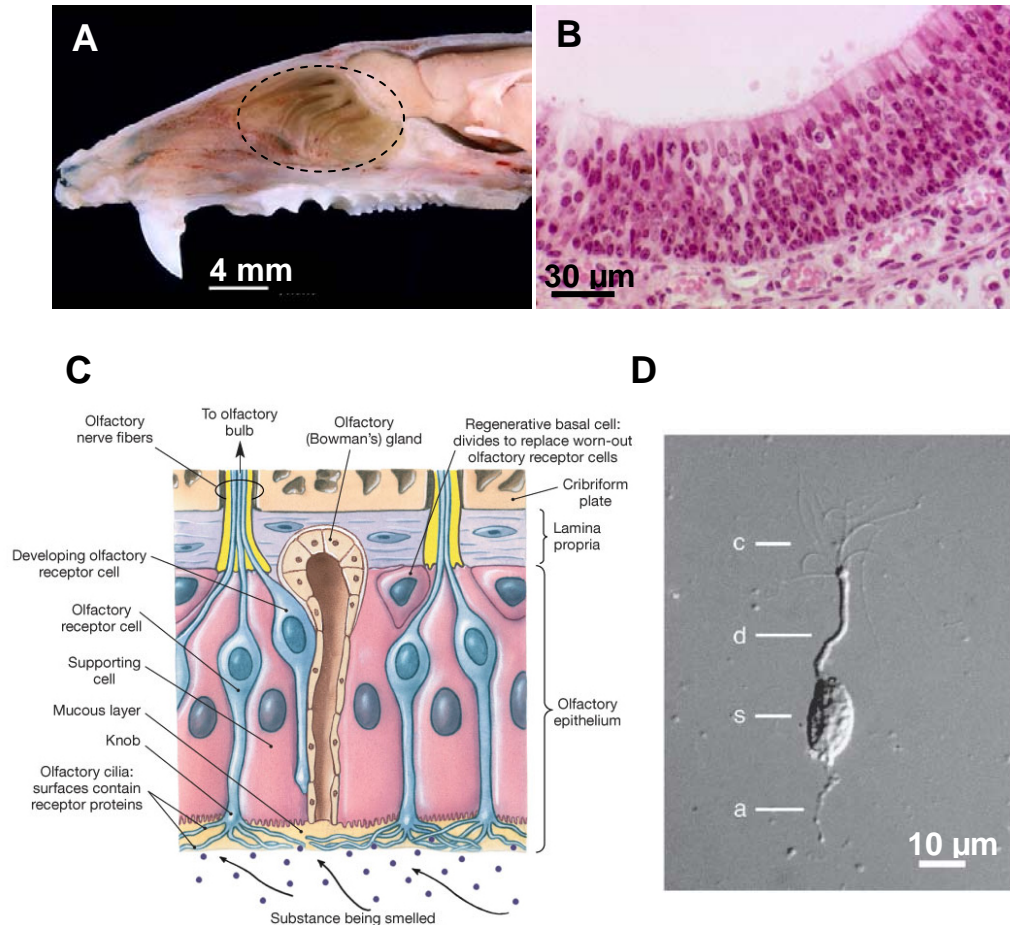 A
4 mm
B
30 µm
C
Olfactory
nerve fibers
To olfactory
bulb
Olfactory
(Bowman's) gland
Regenerative basal cell:
divides to replace worn-out
olfactory receptor cells
Cribriform
plate
Lamina
propria
Developing olfactory
receptor cell
Olfactory
receptor cell
Supporting
cell
Mucous layer
Knob
Olfactory cilia:
surfaces contain
receptor proteins
Olfactory
epithelium
Substance being smelled
D
c
d
s
a
10 µm